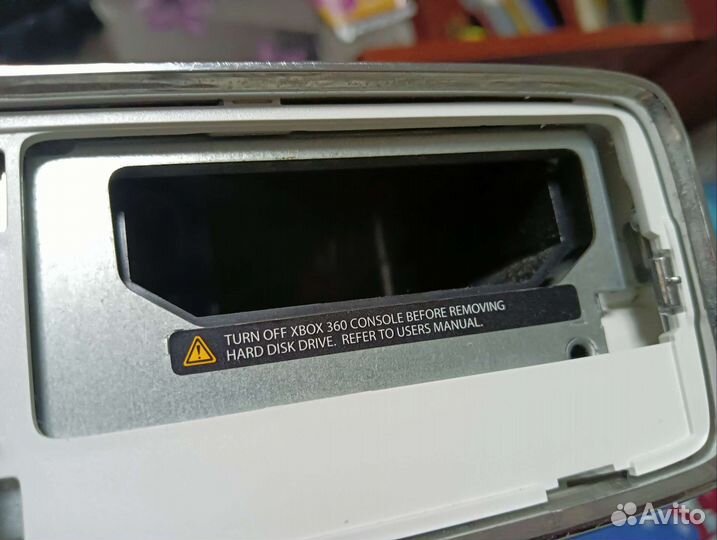 TURN OFF XBOX 360 CONSOLE BEFORE REMOVING
HARD DISK DRIVE. REFER TO USERS MANUAL.
Avito